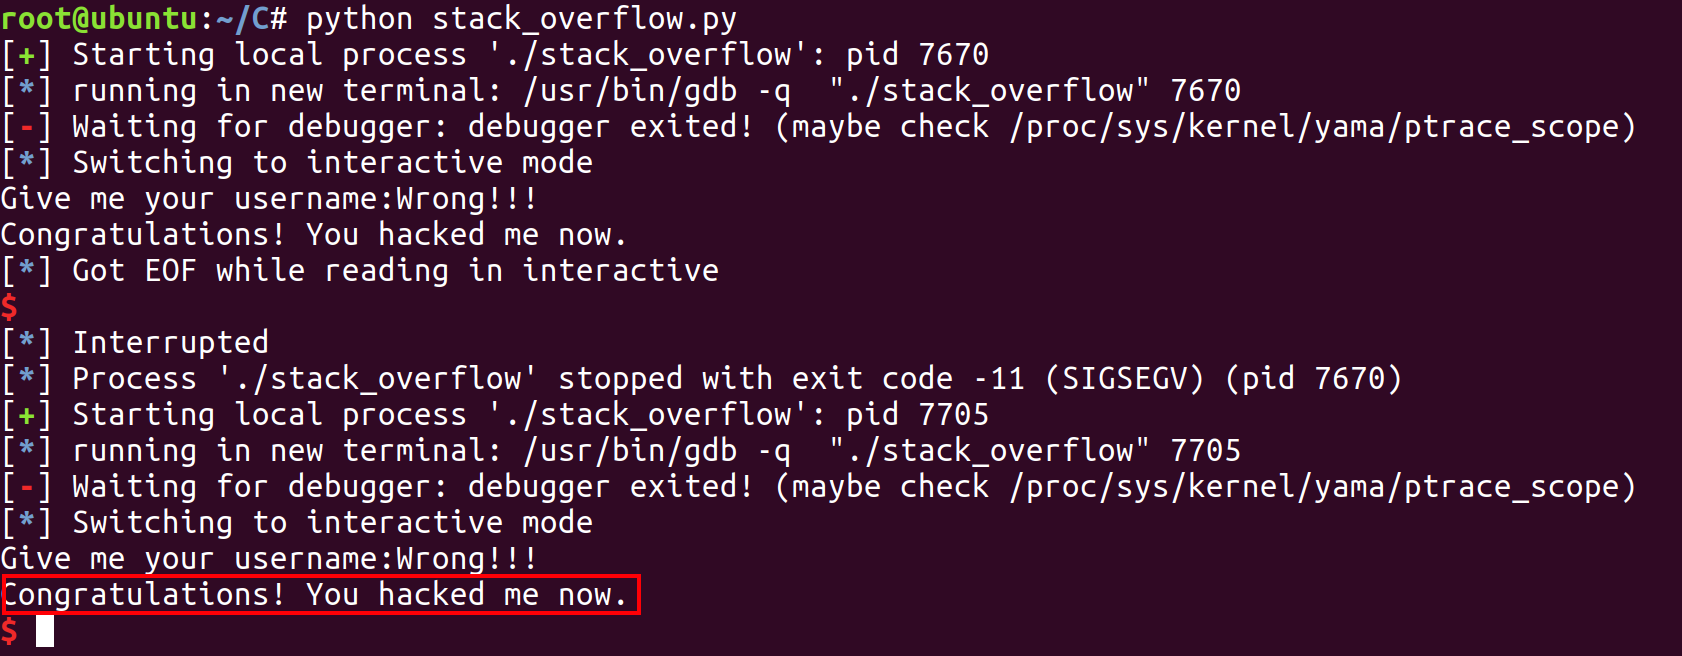 root@ubuntu:~/C# python stack_overflow.py
[+] Starting local process './stack_overflow': pid 7670
[*] running in new terminal: /usr/bin/gdb -q  "./stack_overflow" 7670
[-] Waiting for debugger: debugger exited! (maybe check /proc/sys/kernel/yama/ptrace_scope)
[*] Switching to interactive mode
Give me your username:Wrong!!!
Congratulations! You hacked me now.
[*] Got EOF while reading in interactive
$
[*] Interrupted
[*] Process './stack_overflow' stopped with exit code -11 (SIGSEGV) (pid 7670)
[+] Starting local process './stack_overflow': pid 7705
[*] running in new terminal: /usr/bin/gdb -q  "./stack_overflow" 7705
[-] Waiting for debugger: debugger exited! (maybe check /proc/sys/kernel/yama/ptrace_scope)
[*] Switching to interactive mode
Give me your username:Wrong!!!
Congratulations! You hacked me now.
$